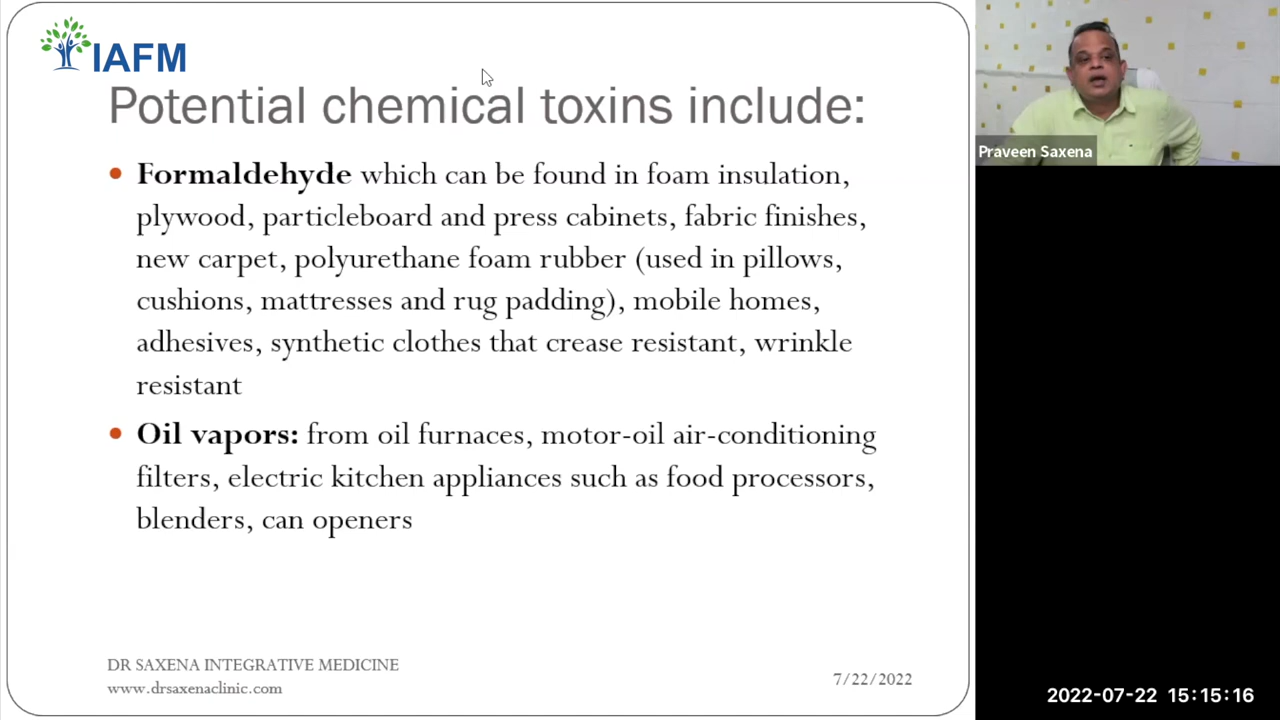 IAFM
Potential chemical toxins include:
Formaldehyde which can be found in foam insulation,
plywood, particleboard and press cabinets, fabric finishes,
new carpet, polyurethane foam rubber (used in pillows,
cushions, mattresses and rug padding), mobile homes,
adhesives, synthetic clothes that crease resistant, wrinkle
resistant
Oil vapors: from oil furnaces, motor-oil air-conditioning
filters, electric kitchen appliances such as food processors,
blenders, can openers
DR SAXENA INTEGRATIVE MEDICINE
www.drsaxenaclinic.com
7/22/2022
Praveen Saxena
2022-07-22 15:15:16